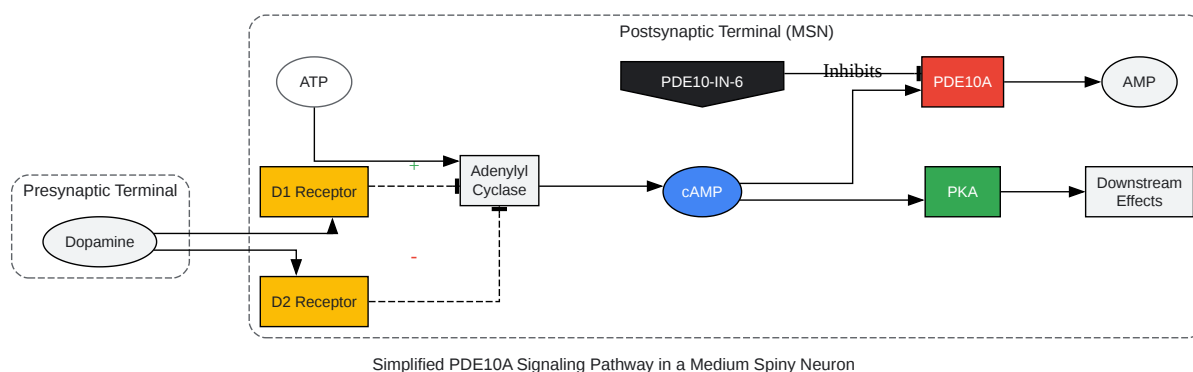 Postsynaptic Terminal (MSN)
ATP
PDE10-IN-6
Inhibits
PDE10A
AMP
+
Adenylyl
Cyclase
Presynaptic Terminal
D1 Receptor
cAMP
PKA
Downstream
Effects
Dopamine
-
D2 Receptor
Simplified PDE10A Signaling Pathway in a Medium Spiny Neuron